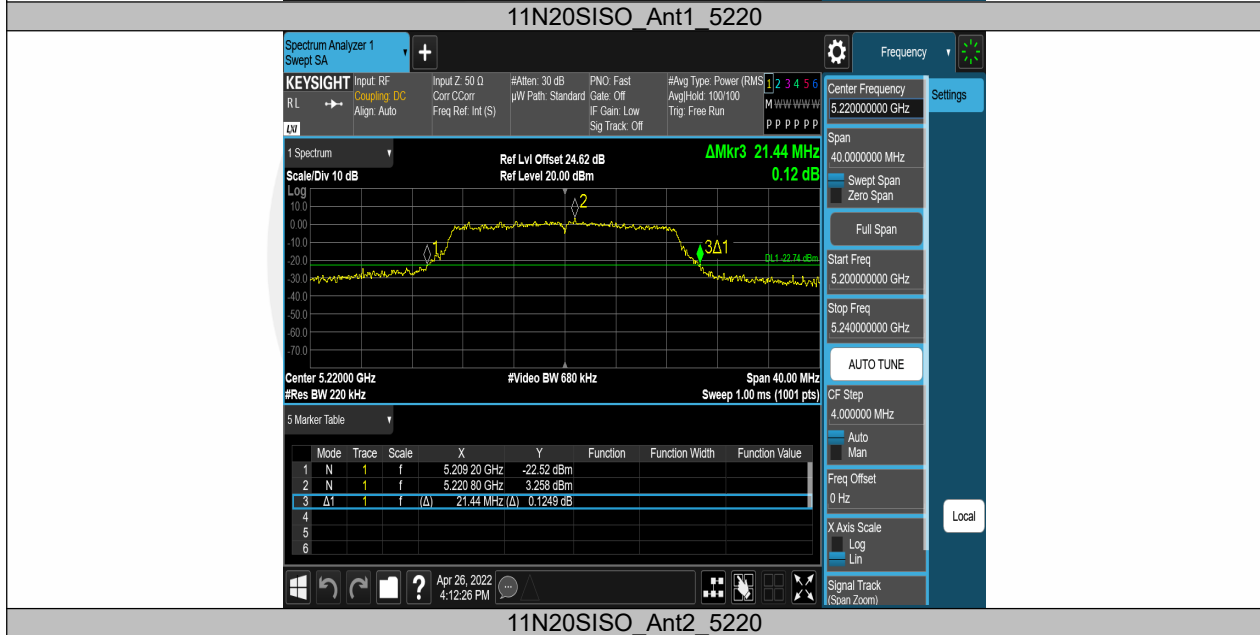 11N20SISO_Ant1_5220
Spectrum Analyzer 1
Swept SA
+
Frequency
KEYSIGHT
RL
LXI
Input: RF
Coupling: DC
Align: Auto
Input Z: 50 Ω
Corr CCorr
Freq Ref: Int (S)
#Atten: 30 dB
µW Path: Standard
PNO: Fast
Gate: Off
IF Gain: Low
Sig Track: Off
#Avg Type: Power (RMS
Avg|Hold: 100/100
Trig: Free Run
1 2 3 4 5 6
M W W W W W
P P P P P P
1 Spectrum
Scale/Div 10 dB
Ref Lvl Offset 24.62 dB
Ref Level 20.00 dBm
ΔMkr3 21.44 MHz
0.12 dB
Log
10.0
0.00
-10.0
-20.0
-30.0
-40.0
-50.0
-60.0
-70.0
1
2
3Δ1
DL1 -22.74 dBm
Center 5.22000 GHz
#Video BW 680 kHz
Span 40.00 MHz
#Res BW 220 kHz
Sweep 1.00 ms (1001 pts)
5 Marker Table
Mode Trace Scale X Y Function Function Width Function Value
1 N 1 f 5.209 20 GHz -22.52 dBm
2 N 1 f 5.220 80 GHz 3.258 dBm
3 Δ1 1 f (Δ) 21.44 MHz (Δ) 0.1249 dB
4
5
6
?
Apr 26, 2022
4:12:26 PM
Center Frequency
5.220000000 GHz
Settings
Span
40.0000000 MHz
Swept Span
Zero Span
Full Span
Start Freq
5.200000000 GHz
Stop Freq
5.240000000 GHz
AUTO TUNE
CF Step
4.000000 MHz
Auto
Man
Freq Offset
0 Hz
X Axis Scale
Log
Lin
Local
Signal Track
(Span Zoom)
11N20SISO_Ant2_5220